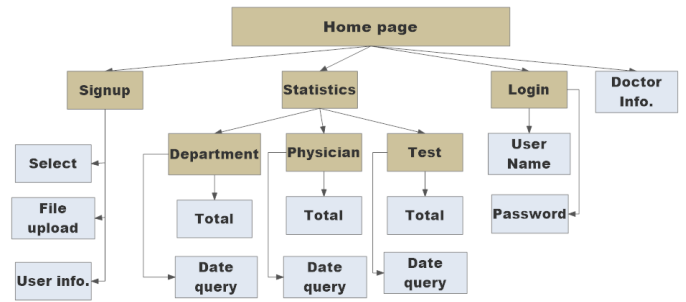 Home page
Signup
Statistics
Login
Doctor
Info.
Department
Physician
Test
User
Name
Select
File
upload
Total
Total
Total
Password
User info.
Date
query
Date
query
Date
query